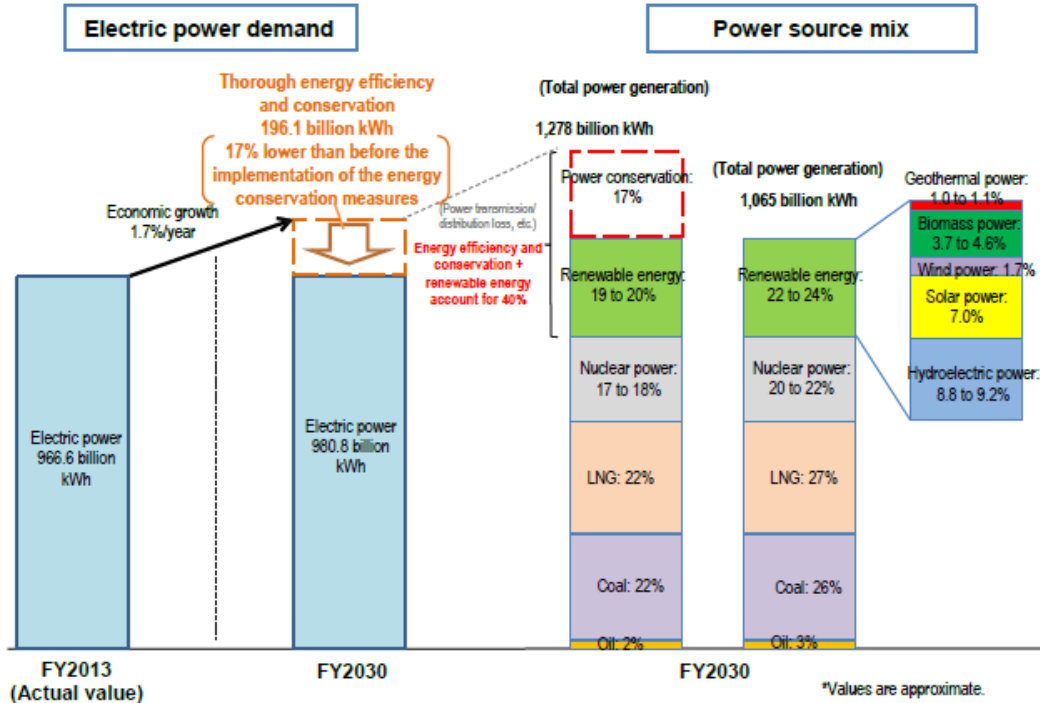 Electric power demand
Power source mix
Thorough energy efficiency
and conservation
196.1 billion kWh
17% lower than before the
implementation of the energy
conservation measures
Economic growth
1.7%/year
Electric power
966.6 billion
kWh
Electric power
980.8 billion
kWh
FY2013
(Actual value)
FY2030
(Total power generation)
1,278 billion kWh
(Power transmission/
distribution loss, etc.)
Energy efficiency and
conservation +
renewable energy
account for 40%
Power conservation:
17%
Renewable energy:
19 to 20%
Nuclear power:
17 to 18%
LNG: 22%
Coal: 22%
Oil: 2%
(Total power generation)
1,065 billion kWh
Renewable energy:
22 to 24%
Nuclear power:
20 to 22%
LNG: 27%
Coal: 26%
Oil: 3%
FY2030
Geothermal power:
1.0 to 1.1%
Biomass power:
3.7 to 4.6%
Wind power: 1.7%
Solar power:
7.0%
Hydroelectric power:
8.8 to 9.2%
*Values are approximate.